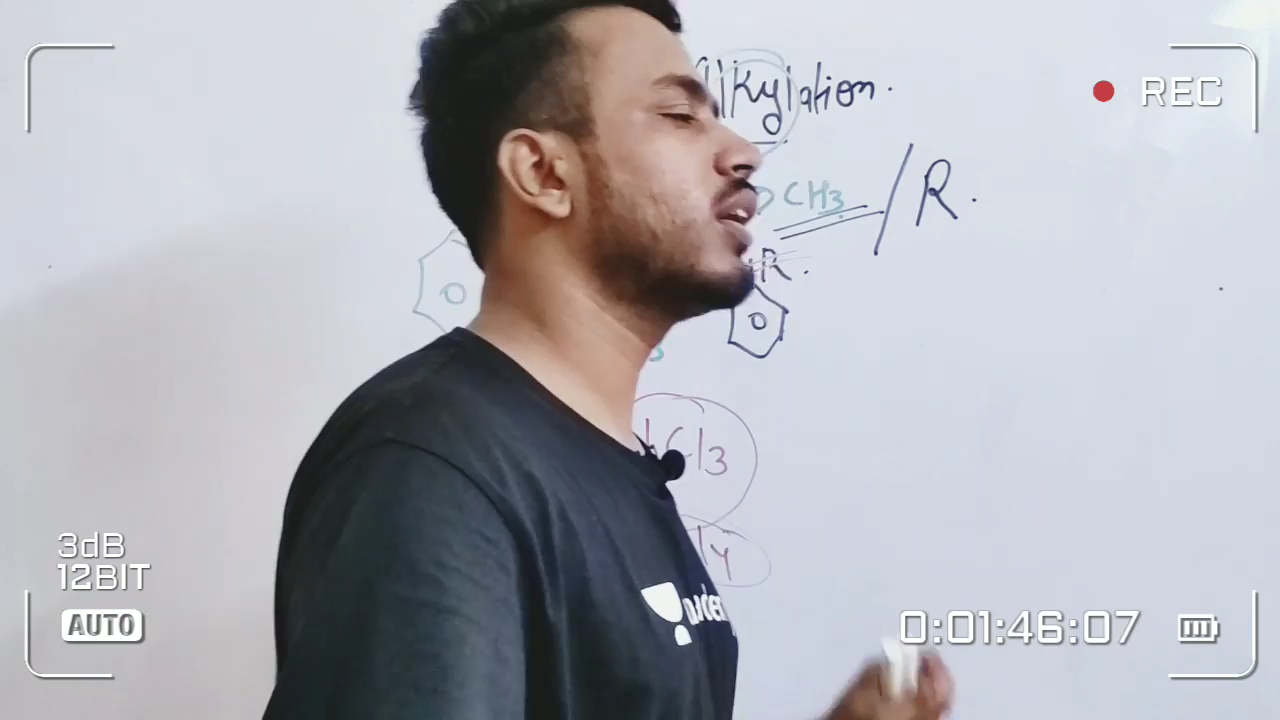 Alkylation.
REC
CH3 / R.
R.
Cl3
3dB
12BIT
AUTO
0:01:46:07